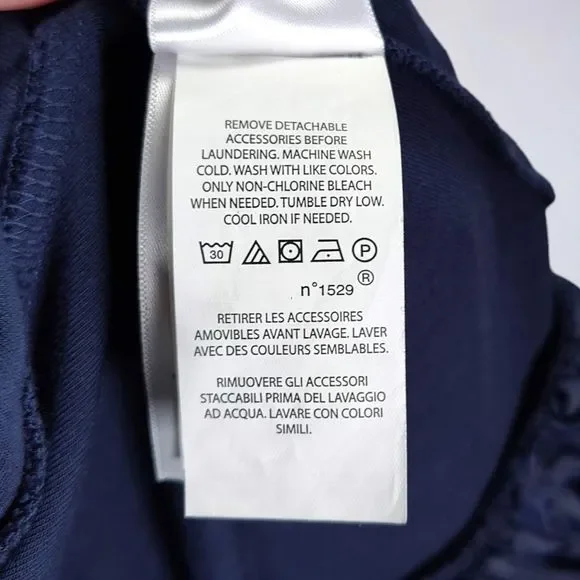 REMOVE DETACHABLE
ACCESSORIES BEFORE
LAUNDERING. MACHINE WASH
COLD. WASH WITH LIKE COLORS.
ONLY NON-CHLORINE BLEACH
WHEN NEEDED. TUMBLE DRY LOW.
COOL IRON IF NEEDED.
30 P
n°1529 ®
RETIRER LES ACCESSOIRES
AMOVIBLES AVANT LAVAGE. LAVER
AVEC DES COULEURS SEMBLABLES.
RIMUOVERE GLI ACCESSORI
STACCABILI PRIMA DEL LAVAGGIO
AD ACQUA. LAVARE CON COLORI
SIMILI.